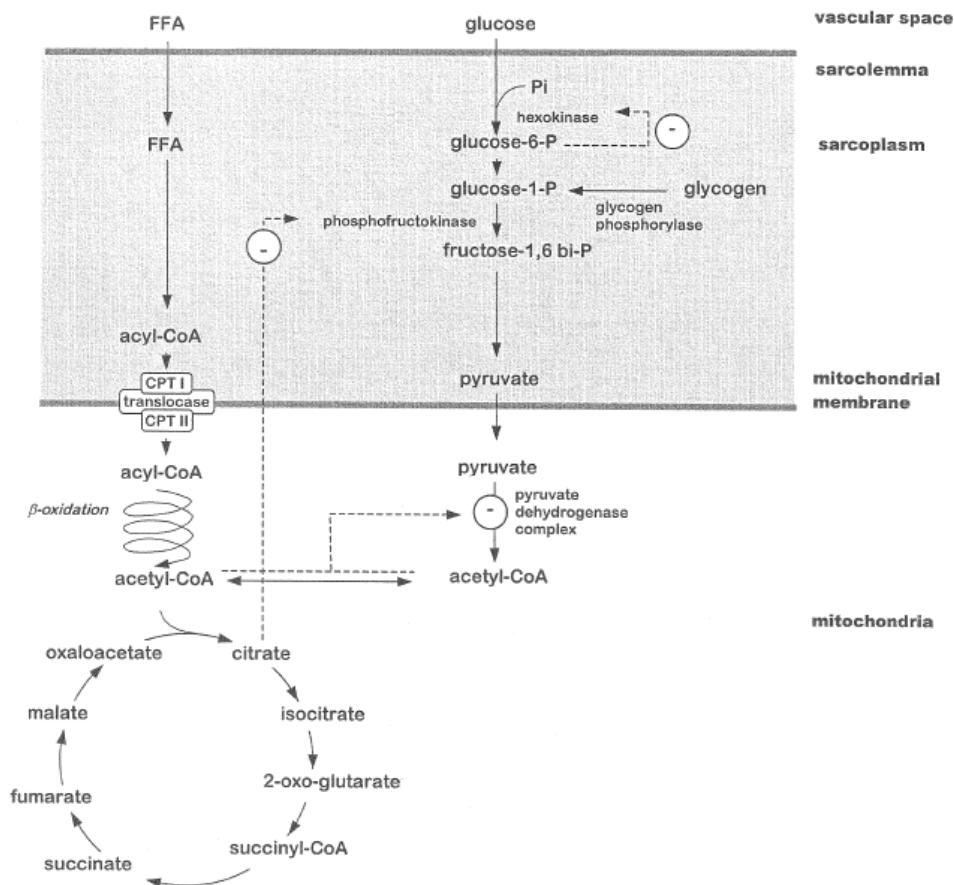 FFA
glucose
vascular space
sarcolemma
Pi
hexokinase
-
FFA
glucose-6-P
sarcoplasm
glucose-1-P
glycogen
glycogen
phosphorylase
phosphofructokinase
-
fructose-1,6 bi-P
acyl-CoA
CPT I
translocase
CPT II
pyruvate
mitochondrial
membrane
acyl-CoA
pyruvate
β-oxidation
-
pyruvate
dehydrogenase
complex
acetyl-CoA
acetyl-CoA
mitochondria
oxaloacetate
citrate
malate
isocitrate
2-oxo-glutarate
fumarate
succinyl-CoA
succinate